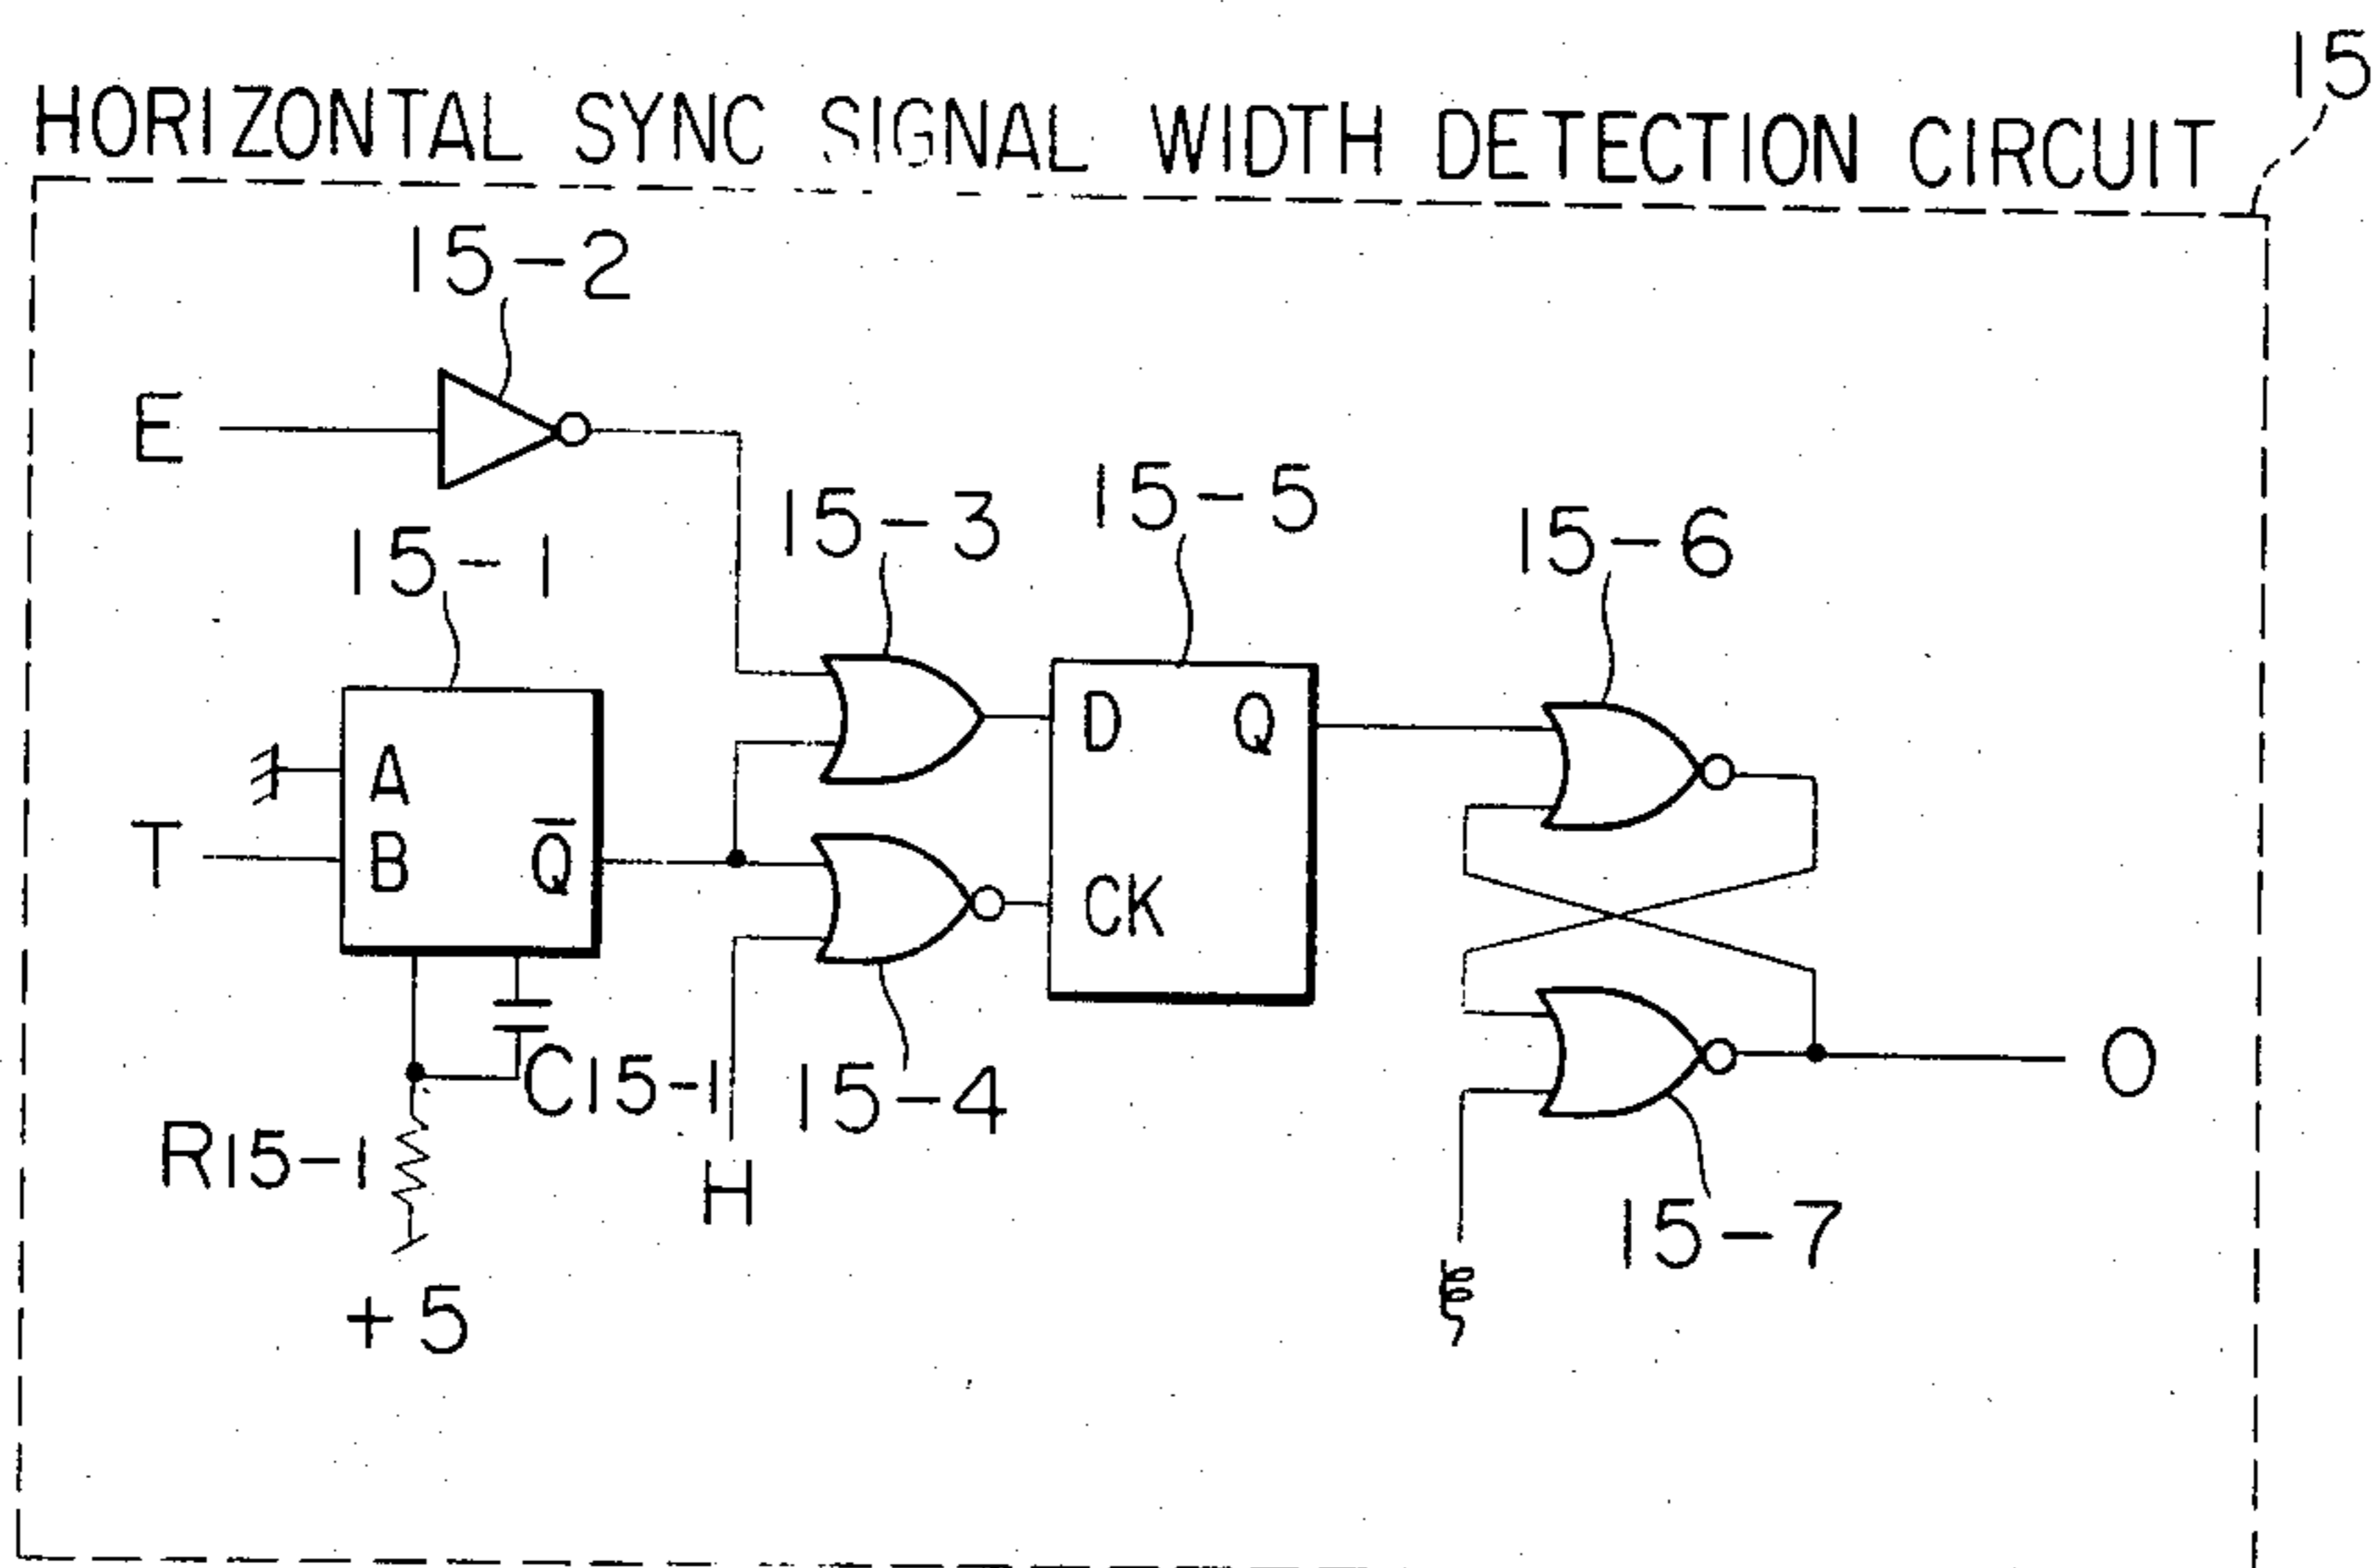 15
HORIZONTAL SYNC SIGNAL WIDTH DETECTION CIRCUIT
15-2
E
15-3
15-5
15-6
15-1
A
T
B
Q̅
D
Q
CK
C15-1
15-4
O
R15-1
H
15-7
ξ
+5